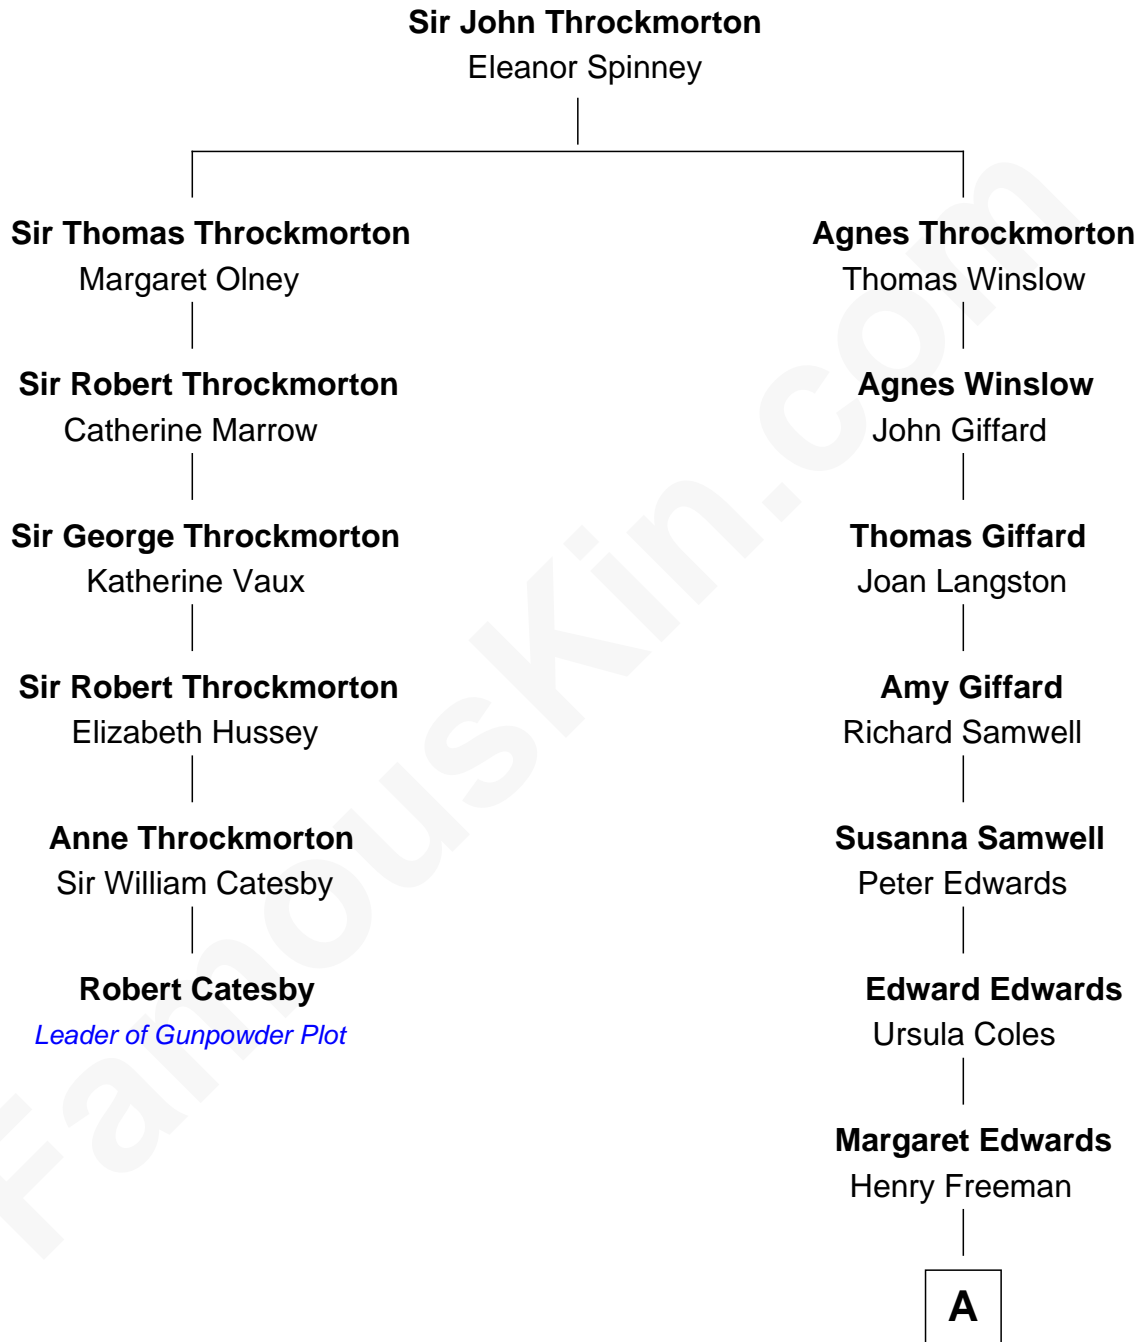 Sir John Throckmorton
Eleanor Spinney
Sir Thomas Throckmorton
Margaret Olney
Agnes Throckmorton
Thomas Winslow
Sir Robert Throckmorton
Catherine Marrow
Agnes Winslow
John Giffard
Sir George Throckmorton
Katherine Vaux
Thomas Giffard
Joan Langston
Sir Robert Throckmorton
Elizabeth Hussey
Amy Giffard
Richard Samwell
Anne Throckmorton
Sir William Catesby
Susanna Samwell
Peter Edwards
Robert Catesby
Leader of Gunpowder Plot
Edward Edwards
Ursula Coles
Margaret Edwards
Henry Freeman
A
FamousKin.com